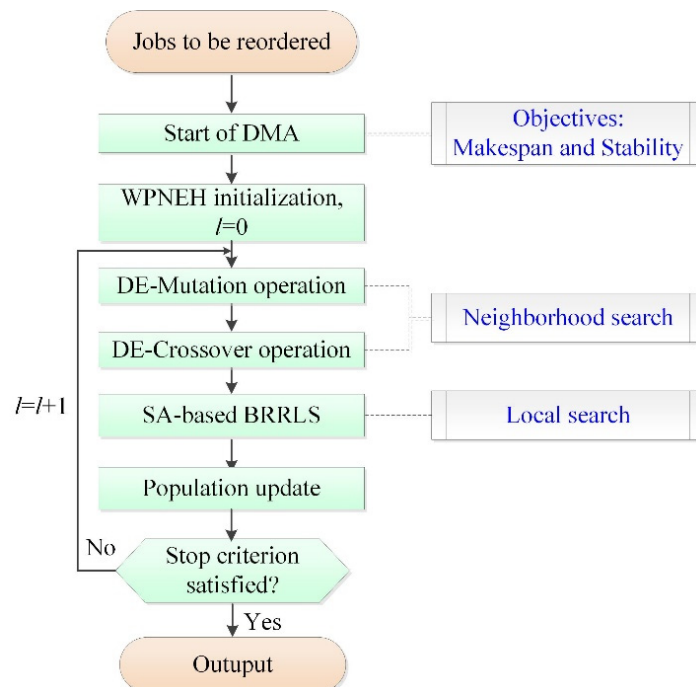 Jobs to be reordered
Start of DMA
Objectives:
Makespan and Stability
WPNEH initialization,
l=0
DE-Mutation operation
Neighborhood search
DE-Crossover operation
l=l+1
SA-based BRRLS
Local search
Population update
No
Stop criterion
satisfied?
Yes
Outuput